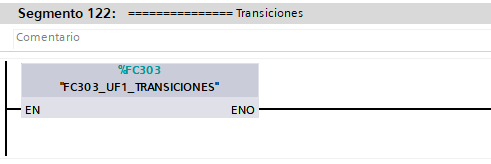 Segmento 122: =============== Transiciones
Comentario
%FC303
"FC303_UF1_TRANSICIONES"
EN ENO